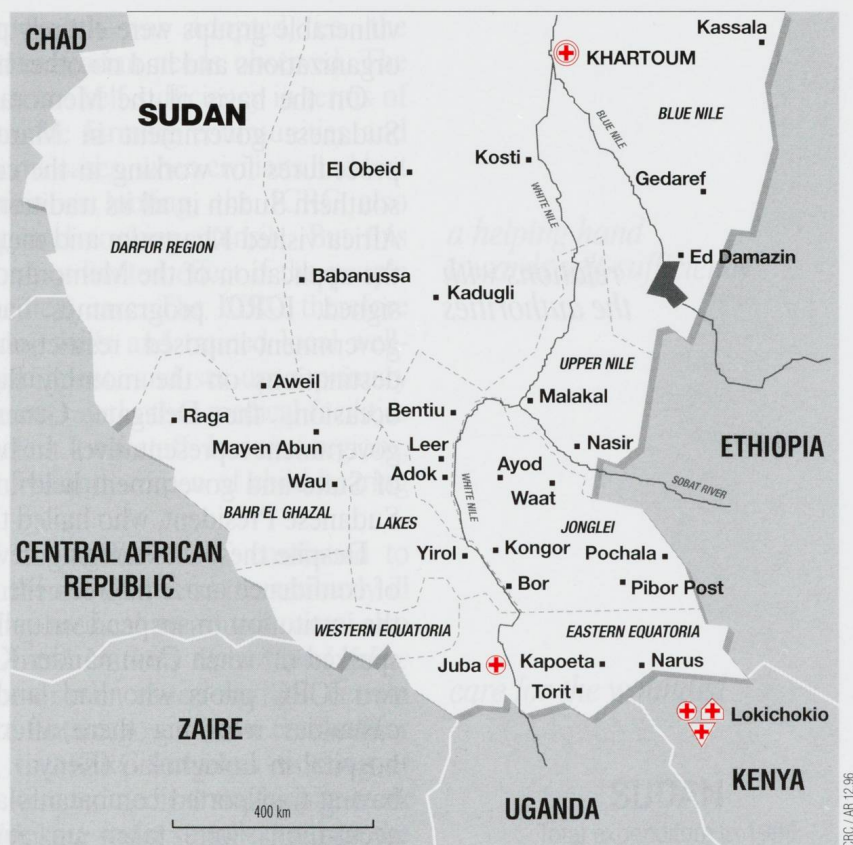 CHAD
Kassala
KHARTOUM
SUDAN
BLUE NILE
BLUE NILE
Kosti
El Obeid
WHITE NILE
Gedaref
DARFUR REGION
Ed Damazin
Babanussa
Kadugli
UPPER NILE
Aweil
Malakal
Raga
Bentiu
Mayen Abun
Leer
Nasir
ETHIOPIA
Adok
Ayod
Wau
WHITE NILE
Waat
SOBAT RIVER
BAHR EL GHAZAL
LAKES
JONGLEI
CENTRAL AFRICAN
REPUBLIC
Yirol
Kongor
Pochala
Bor
Pibor Post
WESTERN EQUATORIA
EASTERN EQUATORIA
Juba
Kapoeta
Narus
Torit
Lokichokio
ZAIRE
KENYA
UGANDA
400 km
ICRC / AR 12.96